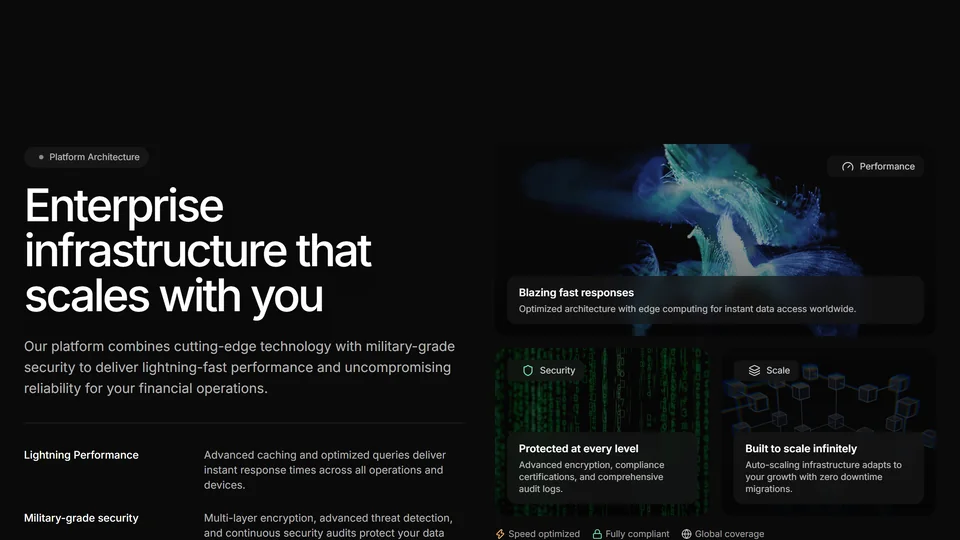 Platform Architecture
Enterprise
infrastructure that
scales with you
Our platform combines cutting-edge technology with military-grade
security to deliver lightning-fast performance and uncompromising
reliability for your financial operations.
Lightning Performance
Advanced caching and optimized queries deliver
instant response times across all operations and
devices.
Military-grade security
Multi-layer encryption, advanced threat detection,
and continuous security audits protect your data
Performance
Blazing fast responses
Optimized architecture with edge computing for instant data access worldwide.
Security
Protected at every level
Advanced encryption, compliance
certifications, and comprehensive
audit logs.
Scale
Built to scale infinitely
Auto-scaling infrastructure adapts to
your growth with zero downtime
migrations.
Speed optimized
Fully compliant
Global coverage